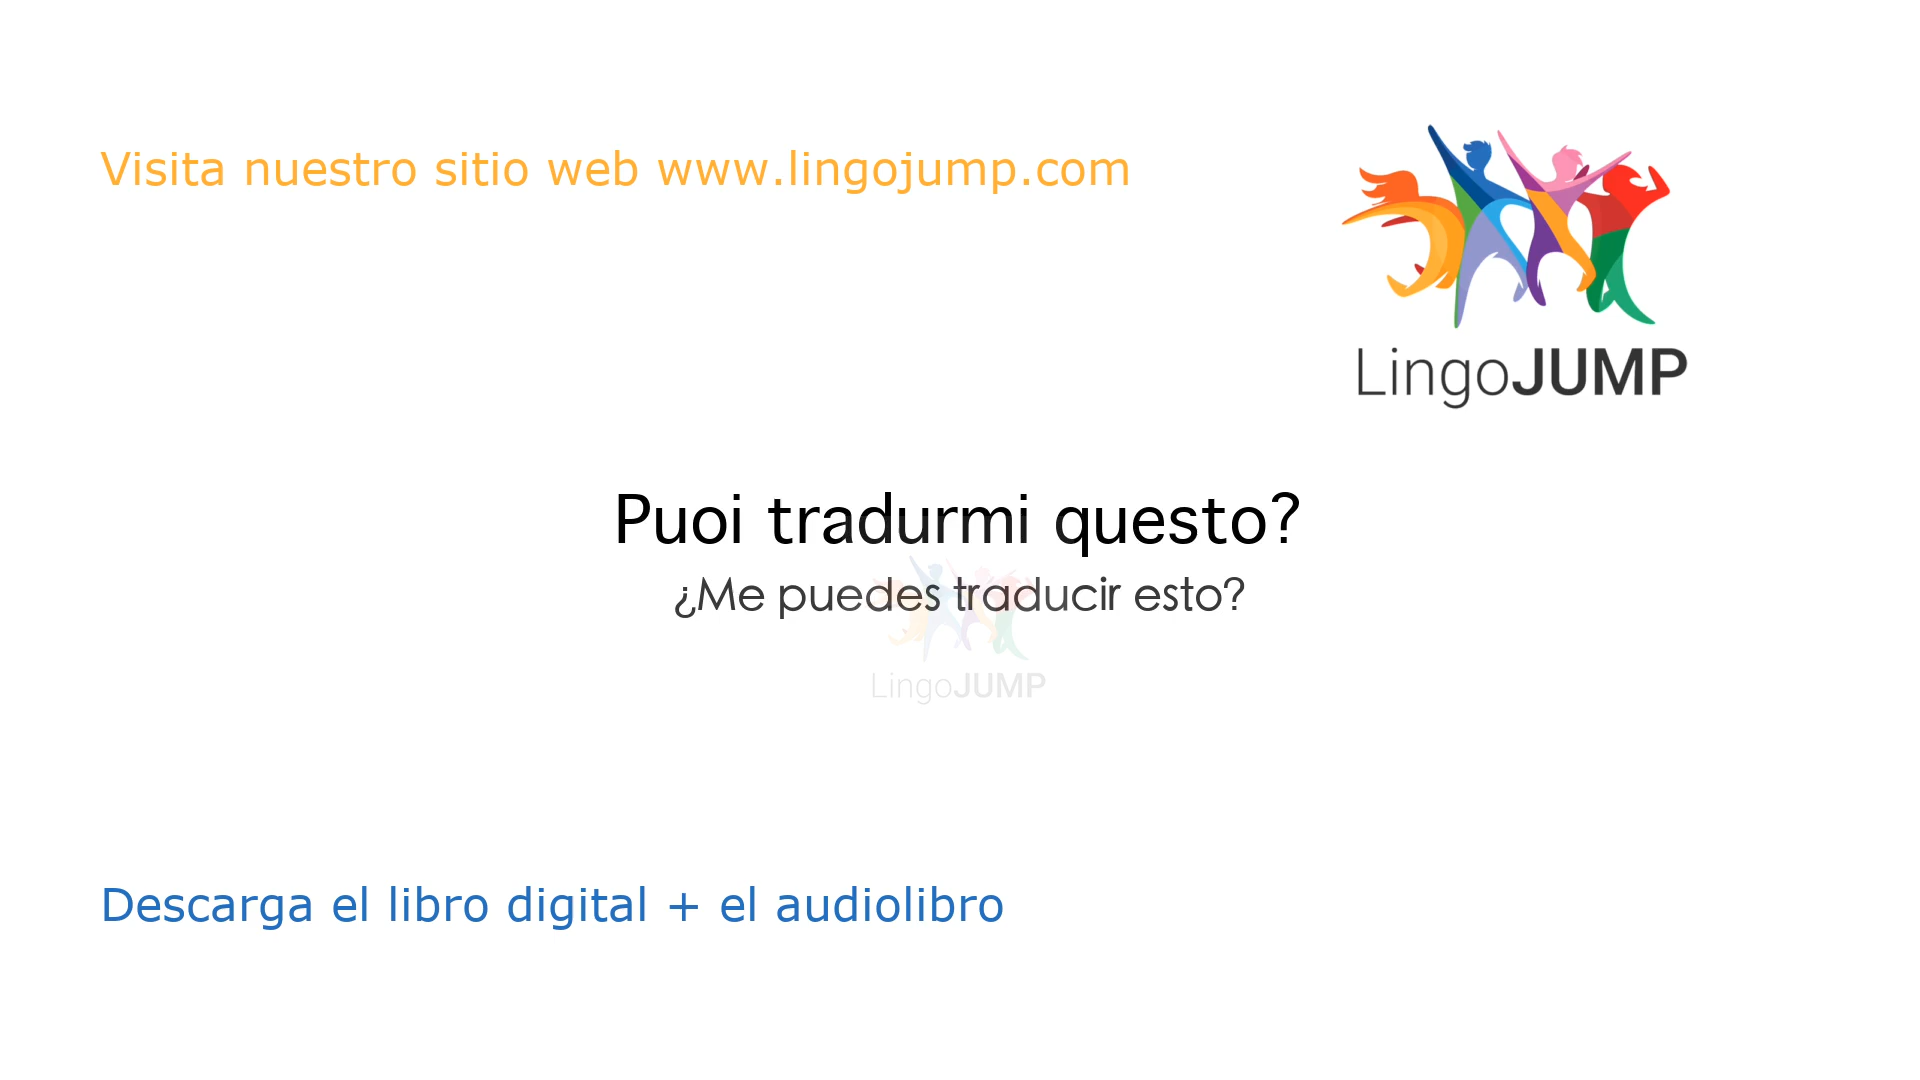 Visita nuestro sitio web www.lingojump.com
LingoJUMP
Puoi tradurmi questo?
¿Me puedes traducir esto?
LingoJUMP
Descarga el libro digital + el audiolibro